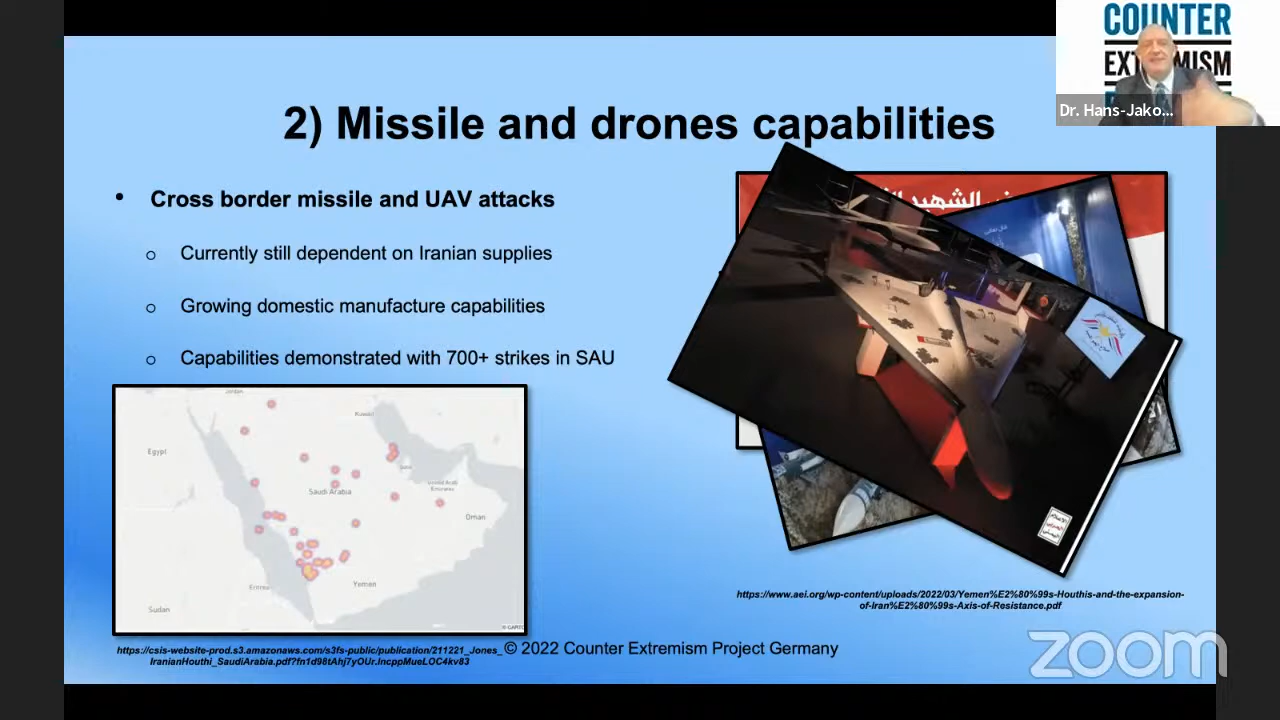 COUNTER
Dr. Hans-Jako...
2) Missile and drones capabilities
• Cross border missile and UAV attacks
o Currently still dependent on Iranian supplies
o Growing domestic manufacture capabilities
o Capabilities demonstrated with 700+ strikes in SAU
الشهيد
Jordan
Kuwait
Egypt
Qatar
United Arab
Emirates
Saudi Arabia
Oman
Eritrea
Yemen
Sudan
https://www.aei.org/wp-content/uploads/2022/03/Yemen%E2%80%99s-Houthis-and-the-expansion-
of-Iran%E2%80%99s-Axis-of-Resistance.pdf
https://csis-website-prod.s3.amazonaws.com/s3fs-public/publication/211221_Jones_
IranianHouthi_SaudiArabia.pdf?fn1d98tAhj7yOUr.IncppMueLOC4kv83
© 2022 Counter Extremism Project Germany
zoom